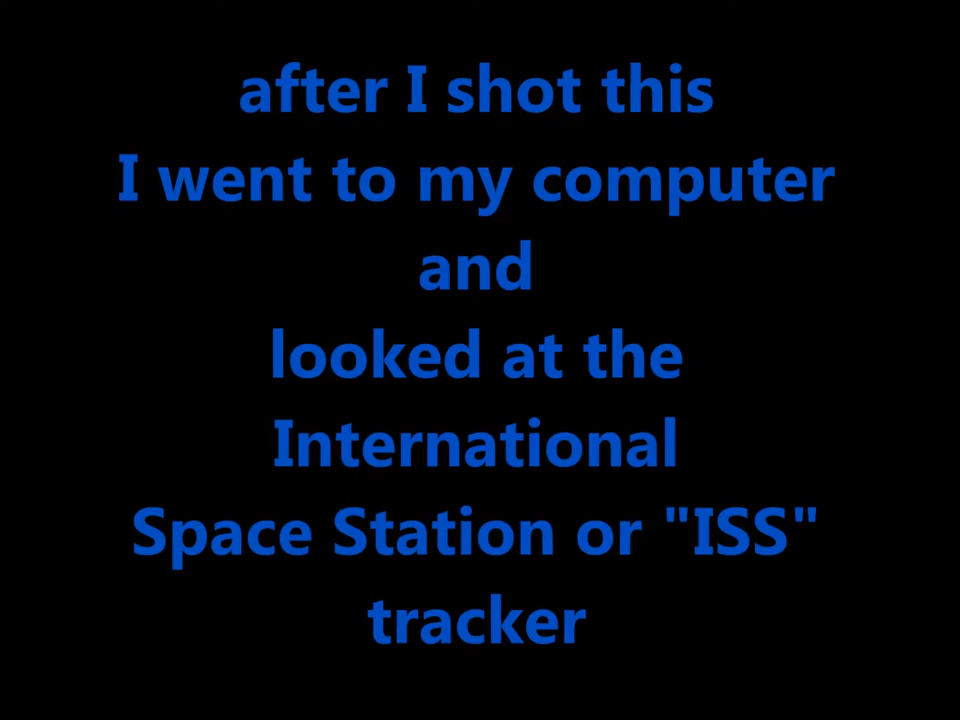 after I shot this
I went to my computer
and
looked at the
International
Space Station or "ISS"
tracker